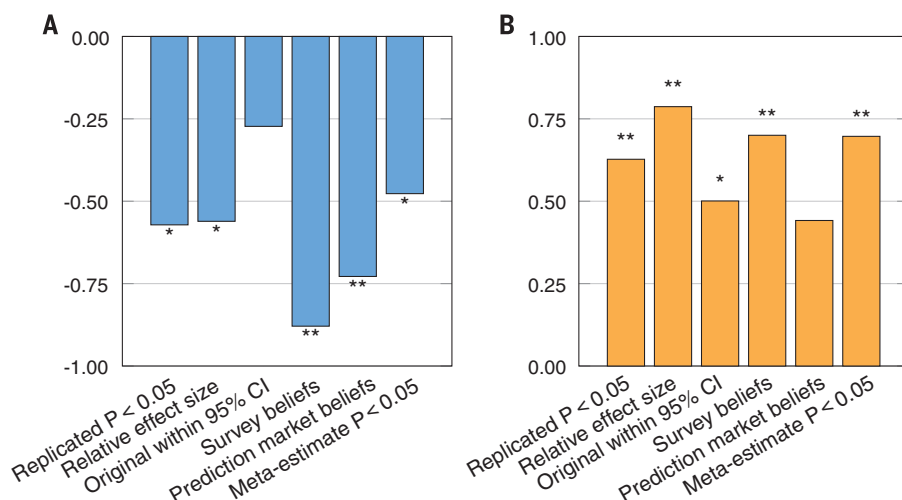 A
0.00
-0.25
-0.50
-0.75
-1.00
*
*
**
**
*
Replicated P < 0.05
Relative effect size
Original within 95% CI
Survey beliefs
Prediction market beliefs
Meta-estimate P < 0.05
B
1.00
0.75
0.50
0.25
0.00
**
**
*
**
**
Replicated P < 0.05
Relative effect size
Original within 95% CI
Survey beliefs
Prediction market beliefs
Meta-estimate P < 0.05